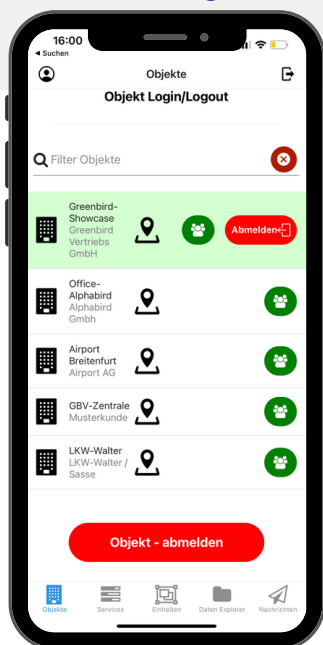 16:00
◄ Suchen
Objekte
Objekt Login/Logout
Filter Objekte
Greenbird-
Showcase
Greenbird
Vertriebs
GmbH
Abmelden
Office-
Alphabird
Alphabird
Gmbh
Airport
Breitenfurt
Airport AG
GBV-Zentrale
Musterkunde
LKW-Walter
LKW-Walter /
Sasse
Objekt - abmelden
Objekte
Services
Einheiten
Daten Explorer
Nachrichten